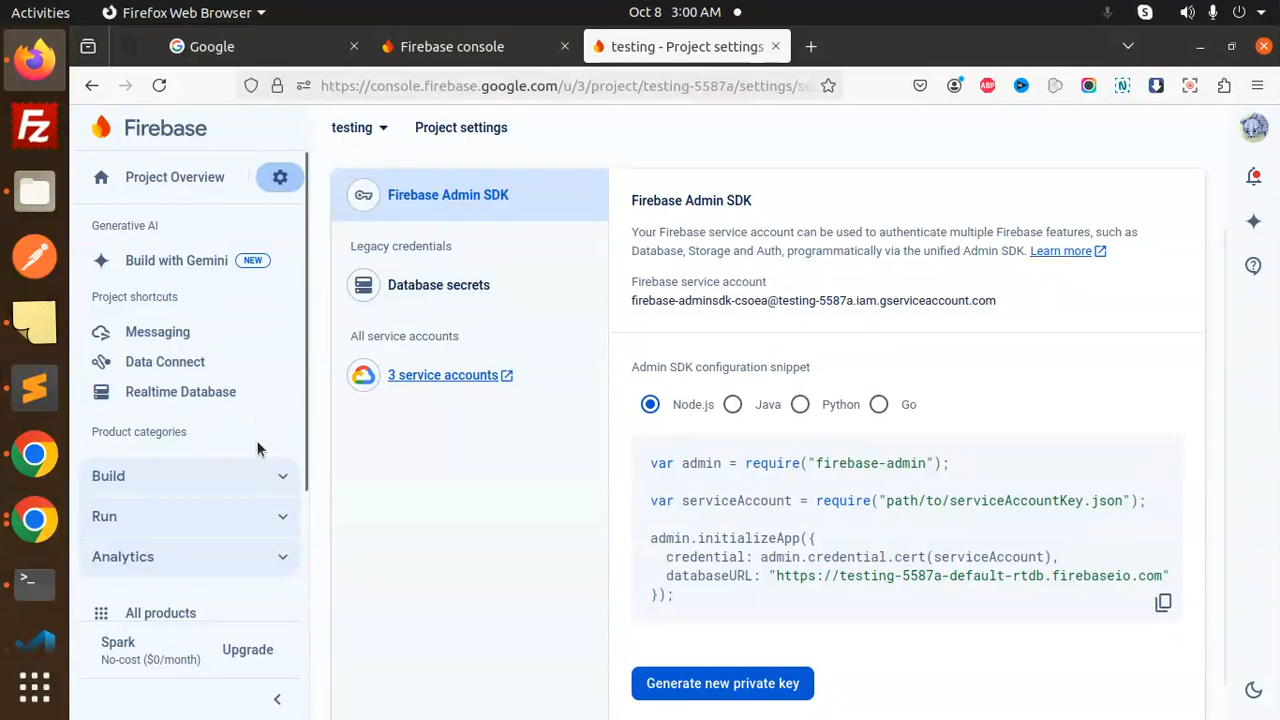 Activities
Firefox Web Browser
Oct 8 3:00 AM
Google
Firebase console
testing - Project settings
https://console.firebase.google.com/u/3/project/testing-5587a/settings/
Firebase
testing
Project settings
Project Overview
Generative AI
Build with Gemini
NEW
Project shortcuts
Messaging
Data Connect
Realtime Database
Product categories
Build
Run
Analytics
All products
Spark
No-cost ($0/month)
Upgrade
Firebase Admin SDK
Legacy credentials
Database secrets
All service accounts
3 service accounts
Firebase Admin SDK
Your Firebase service account can be used to authenticate multiple Firebase features, such as
Database, Storage and Auth, programmatically via the unified Admin SDK. Learn more
Firebase service account
firebase-adminsdk-csoea@testing-5587a.iam.gserviceaccount.com
Admin SDK configuration snippet
Node.js
Java
Python
Go
var admin = require("firebase-admin");
var serviceAccount = require("path/to/serviceAccountKey.json");
admin.initializeApp({
credential: admin.credential.cert(serviceAccount),
databaseURL: "https://testing-5587a-default-rtdb.firebaseio.com"
});
Generate new private key